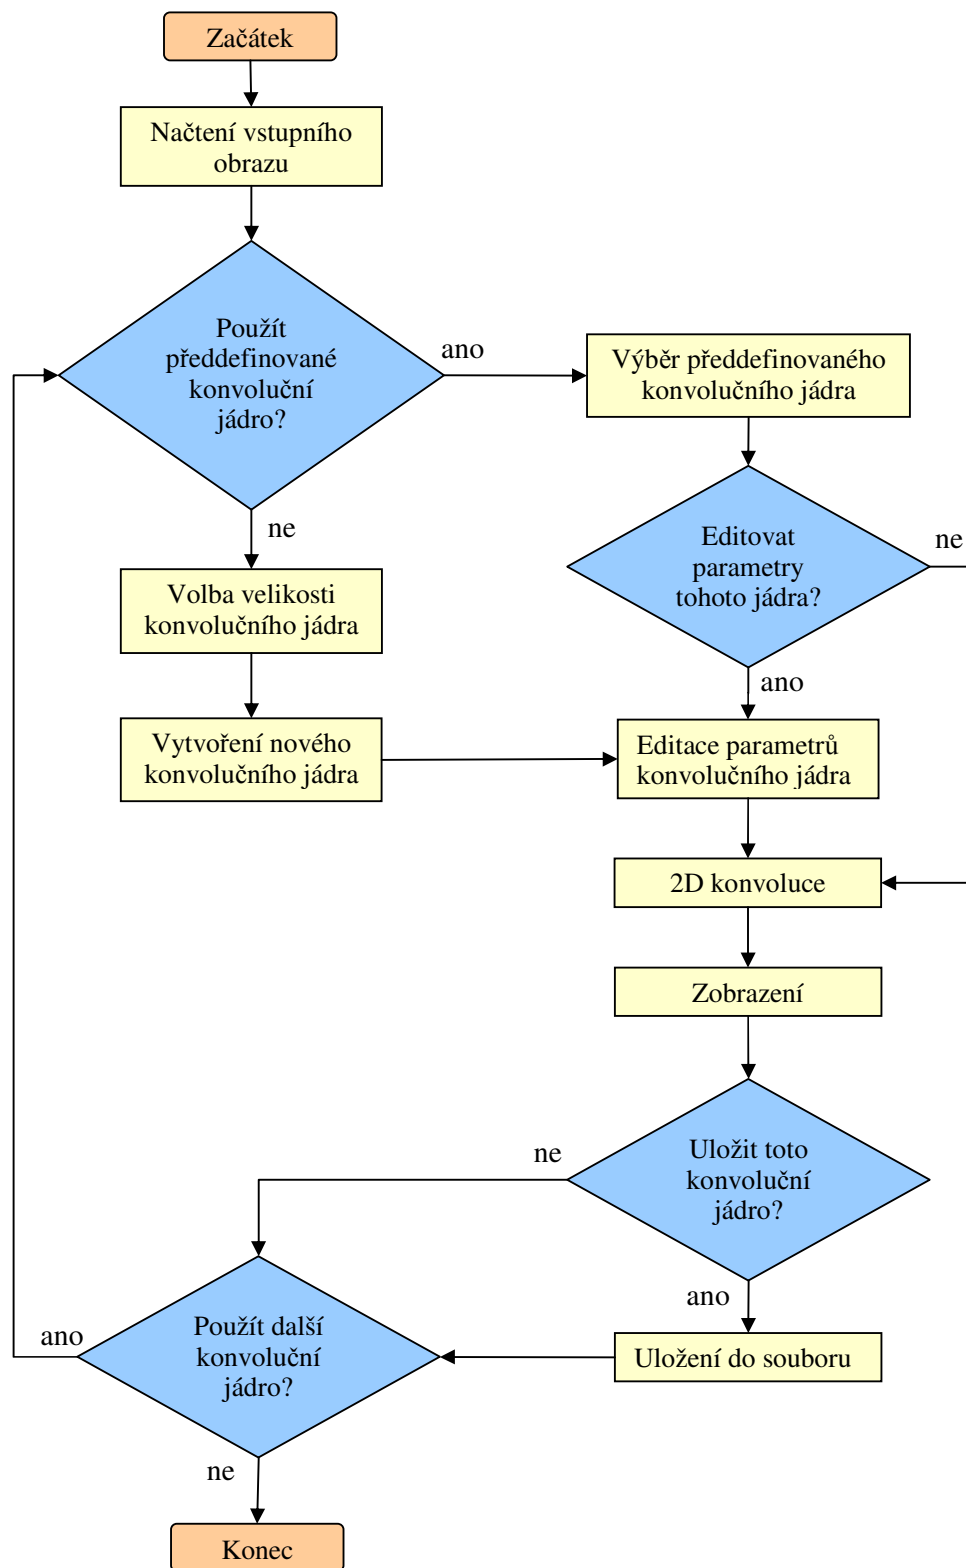 Začátek
Načtení vstupního
obrazu
Použít
předdefinované
konvoluční
jádro?
ano
Výběr předdefinovaného
konvolučního jádra
ne
Editovat
parametry
tohoto jádra?
ne
Volba velikosti
konvolučního jádra
ano
Vytvoření nového
konvolučního jádra
Editace parametrů
konvolučního jádra
2D konvoluce
Zobrazení
Uložit toto
konvoluční
jádro?
ne
ano
Použít další
konvoluční
jádro?
ano
Uložení do souboru
ne
Konec